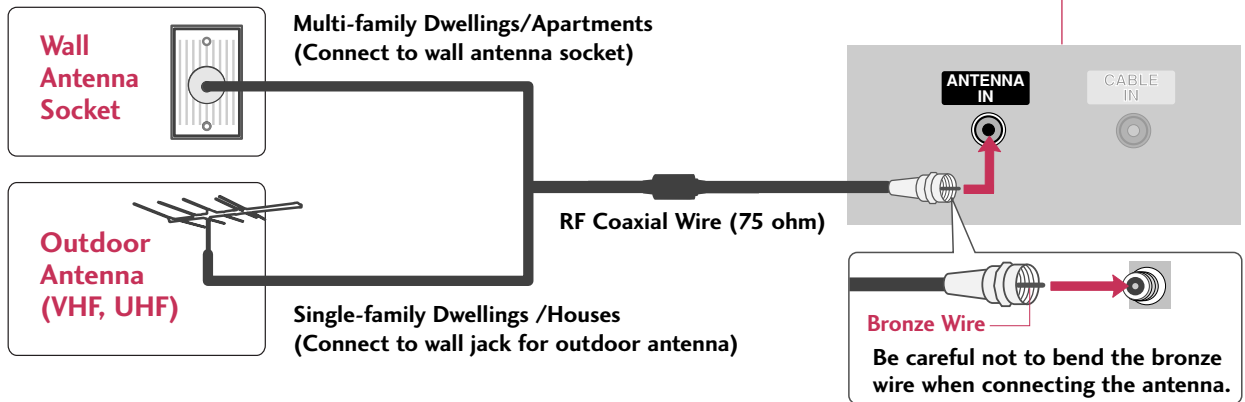 Wall
Antenna
Socket
Multi-family Dwellings/Apartments
(Connect to wall antenna socket)
ANTENNA
IN
CABLE
IN
RF Coaxial Wire (75 ohm)
Outdoor
Antenna
(VHF, UHF)
Single-family Dwellings /Houses
(Connect to wall jack for outdoor antenna)
Bronze Wire
Be careful not to bend the bronze
wire when connecting the antenna.